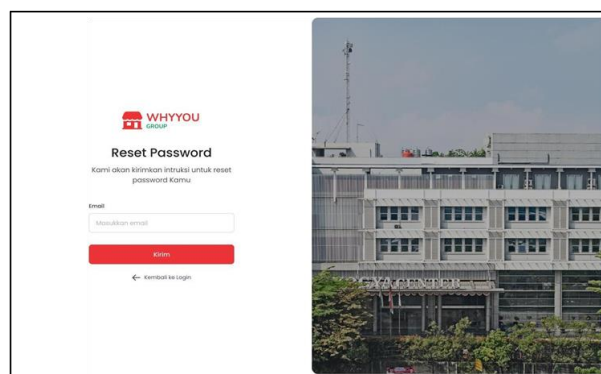 WHYYOU
GROUP
Reset Password
Kami akan kirimkan intruksi untuk reset
password Kamu
Email
Masukkan email
Kirim
← Kembali ke Login